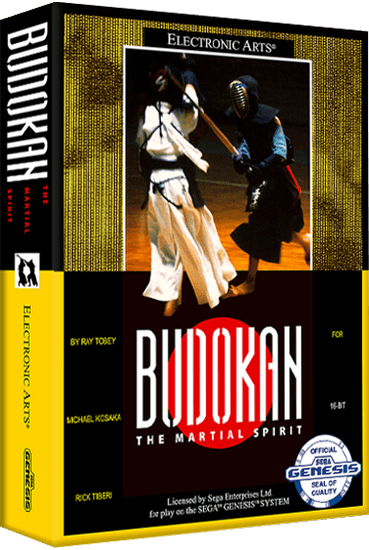 BUDOKAN
THE MARTIAL SPIRIT
ELECTRONIC ARTS®
SEGA
GENESIS
ELECTRONIC ARTS®
BY RAY TOBEY
FOR
BUDOKAN
THE MARTIAL SPIRIT
MICHAEL KOSAKA
16-BIT
RICK TIBERI
OFFICIAL
SEGA
GENESIS
SEAL OF
QUALITY
Licensed by Sega Enterprises Ltd
for play on the SEGA™ GENESIS™ SYSTEM